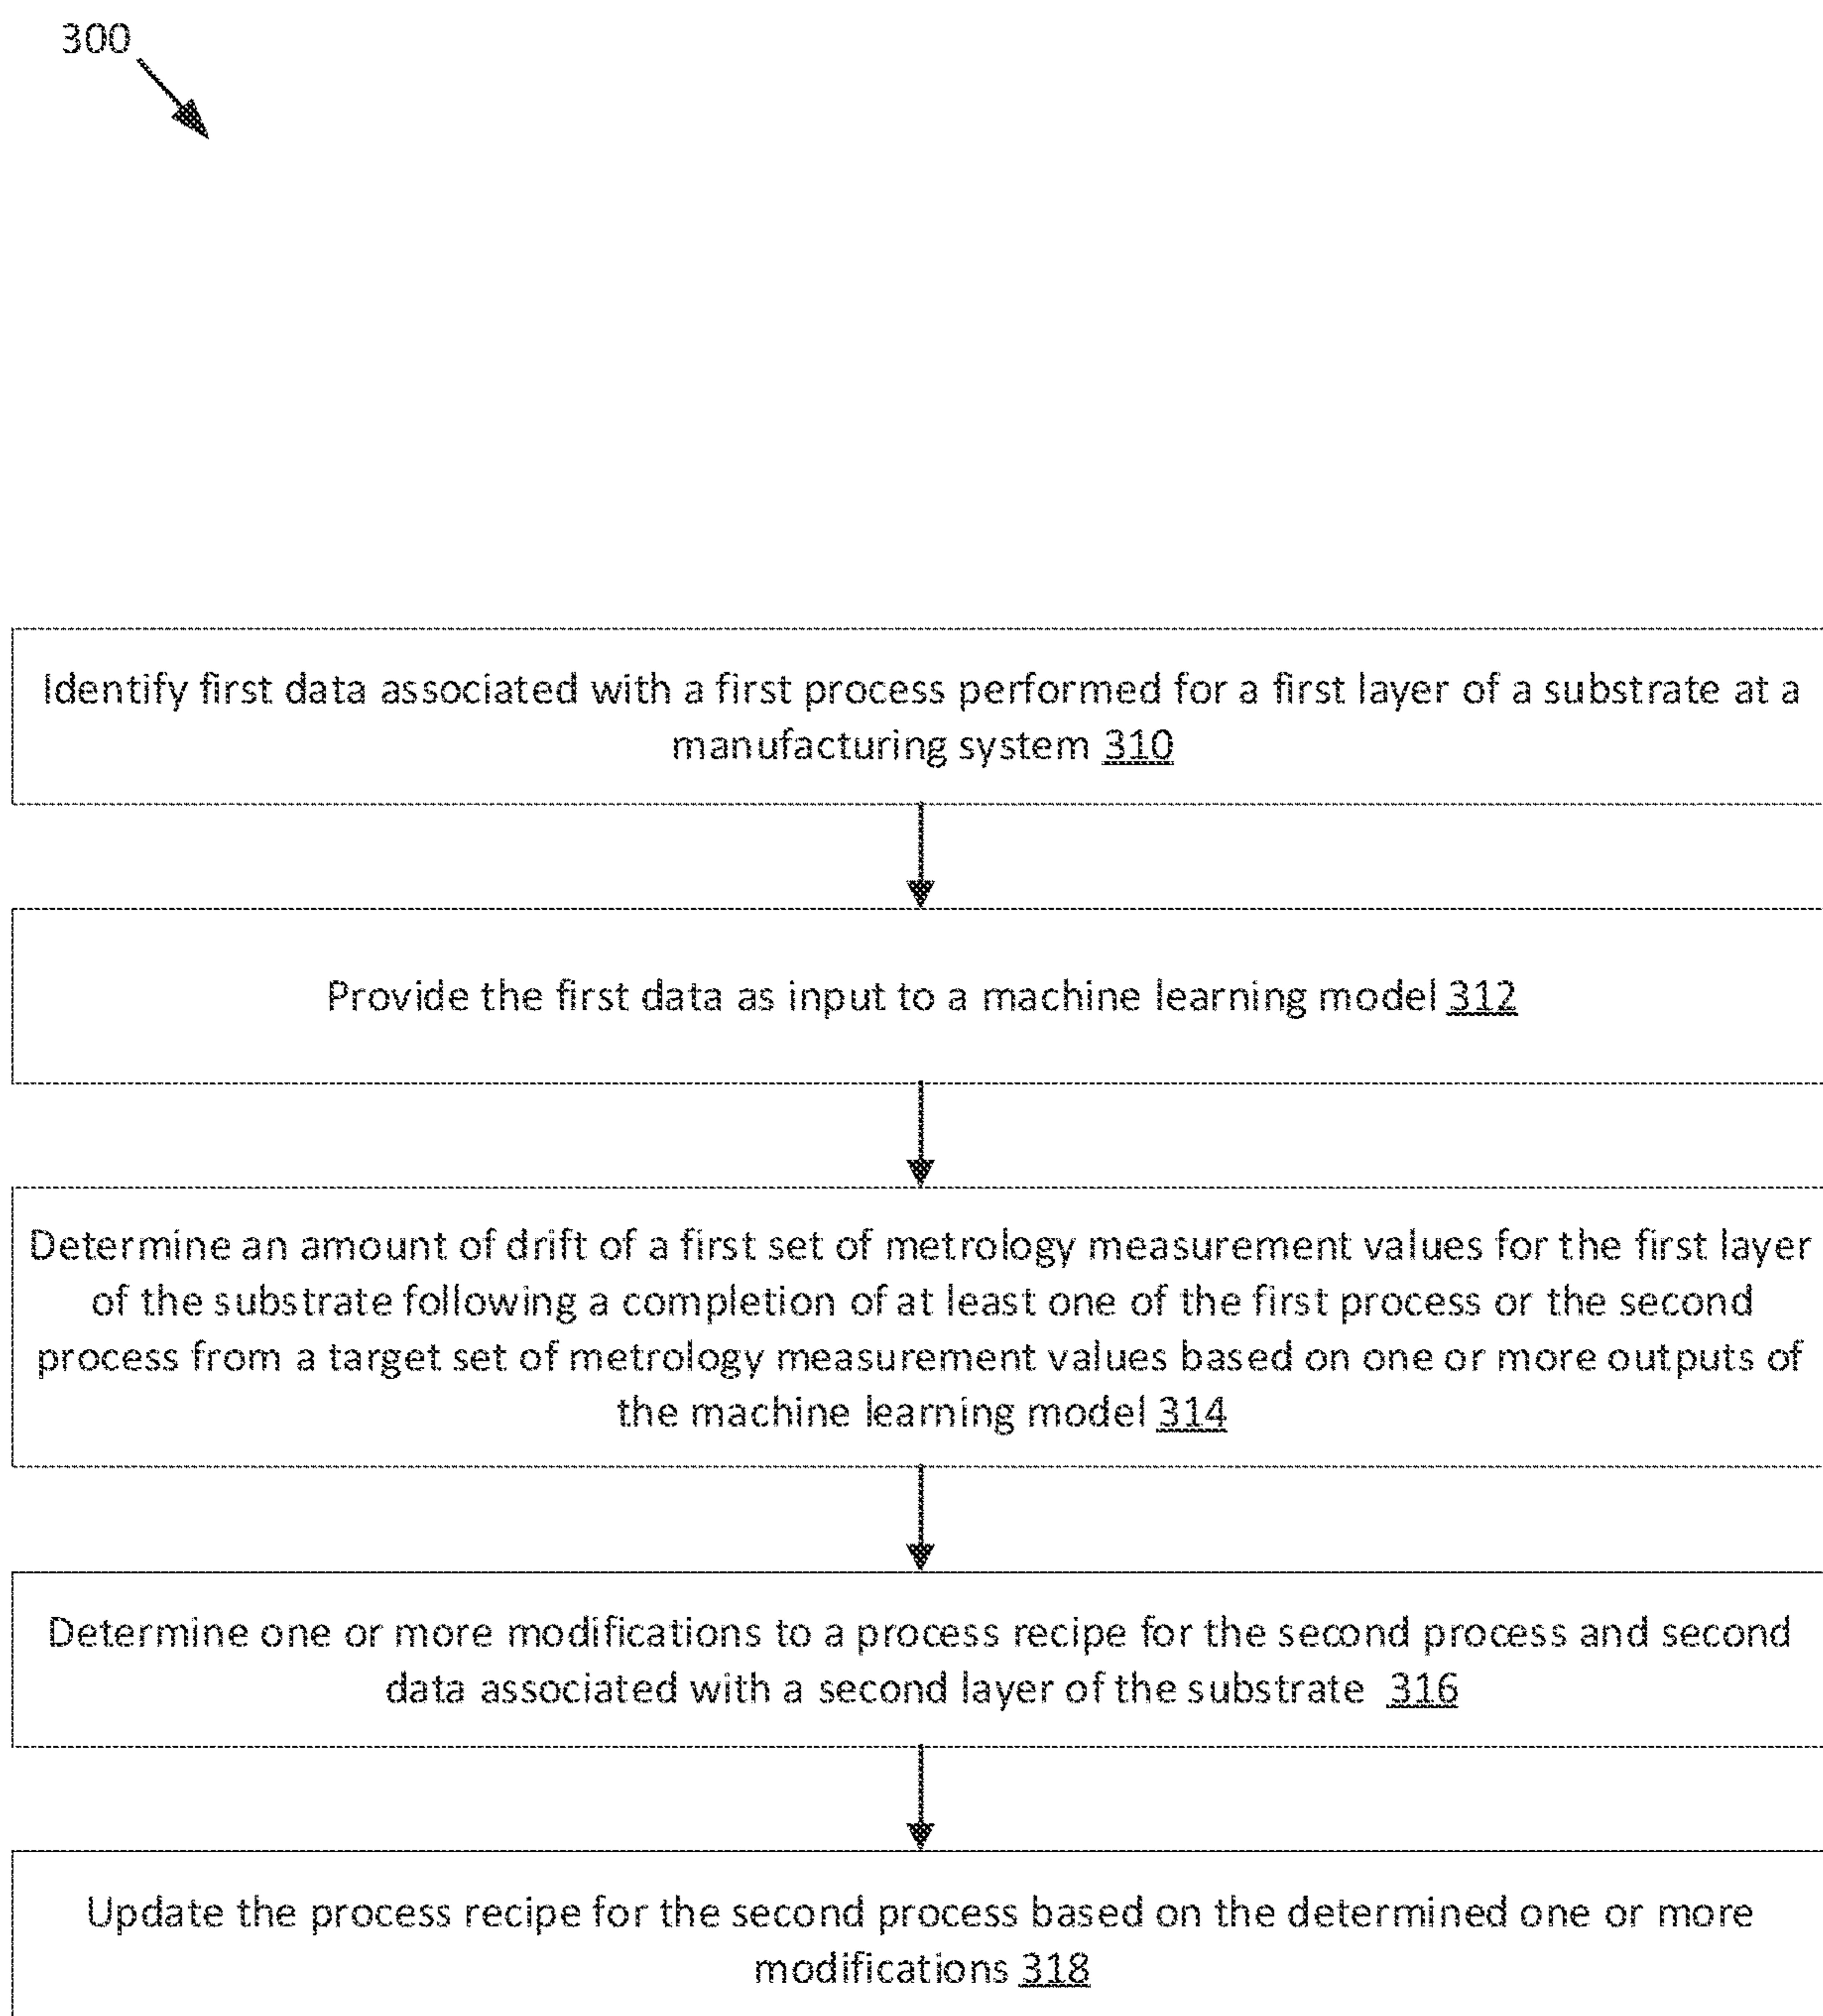 300
Identify first data associated with a first process performed for a first layer of a substrate at a
manufacturing system 310
Provide the first data as input to a machine learning model 312
Determine an amount of drift of a first set of metrology measurement values for the first layer
of the substrate following a completion of at least one of the first process or the second
process from a target set of metrology measurement values based on one or more outputs of
the machine learning model 314
Determine one or more modifications to a process recipe for the second process and second
data associated with a second layer of the substrate 316
Update the process recipe for the second process based on the determined one or more
modifications 318